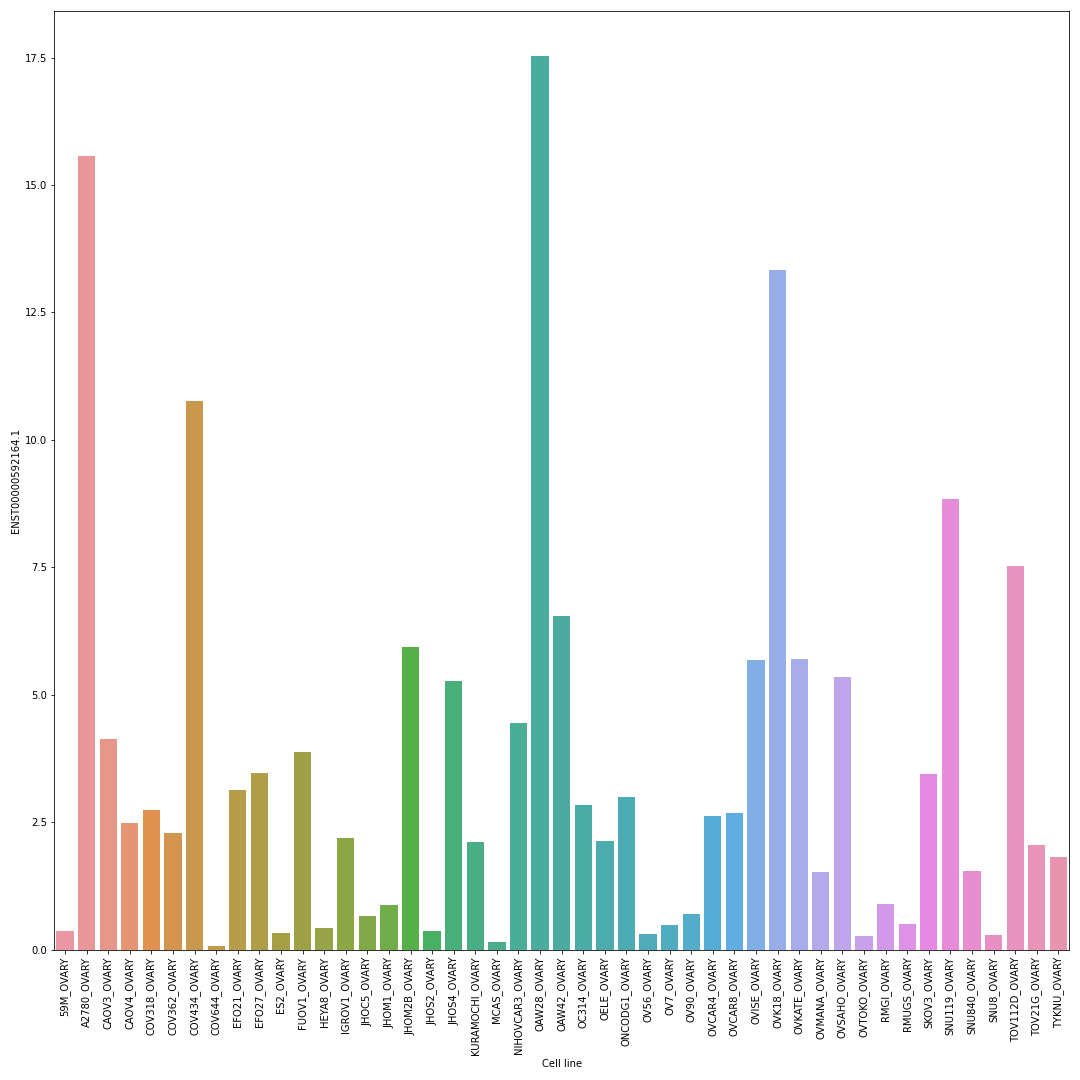 ENST00000592164.1
17.5
15.0
12.5
10.0
7.5
5.0
2.5
0.0
59M_OVARY
A2780_OVARY
CAOV3_OVARY
CAOV4_OVARY
COV318_OVARY
COV362_OVARY
COV434_OVARY
COV644_OVARY
EFO21_OVARY
EFO27_OVARY
ES2_OVARY
FUOV1_OVARY
HEYA8_OVARY
IGROV1_OVARY
JHOC5_OVARY
JHOM1_OVARY
JHOM2B_OVARY
JHOS2_OVARY
JHOS4_OVARY
KURAMOCHI_OVARY
MCAS_OVARY
NIHOVCAR3_OVARY
OAW28_OVARY
OAW42_OVARY
OC314_OVARY
OELE_OVARY
ONCODG1_OVARY
OV56_OVARY
OV7_OVARY
OV90_OVARY
OVCAR4_OVARY
OVCAR8_OVARY
OVISE_OVARY
OVK18_OVARY
OVKATE_OVARY
OVMANA_OVARY
OVSAHO_OVARY
OVTOKO_OVARY
RMGI_OVARY
RMUGS_OVARY
SKOV3_OVARY
SNU119_OVARY
SNU840_OVARY
SNU8_OVARY
TOV112D_OVARY
TOV21G_OVARY
TYKNU_OVARY
Cell line